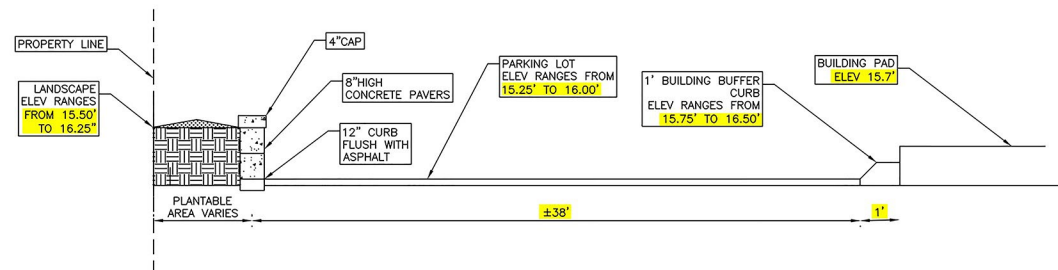 PROPERTY LINE
LANDSCAPE
ELEV RANGES
FROM 15.50'
TO 16.25"
4"CAP
8"HIGH
CONCRETE PAVERS
12" CURB
FLUSH WITH
ASPHALT
PARKING LOT
ELEV RANGES FROM
15.25' TO 16.00'
1' BUILDING BUFFER
CURB
ELEV RANGES FROM
15.75' TO 16.50'
BUILDING PAD
ELEV 15.7'
PLANTABLE
AREA VARIES
±38'
1'